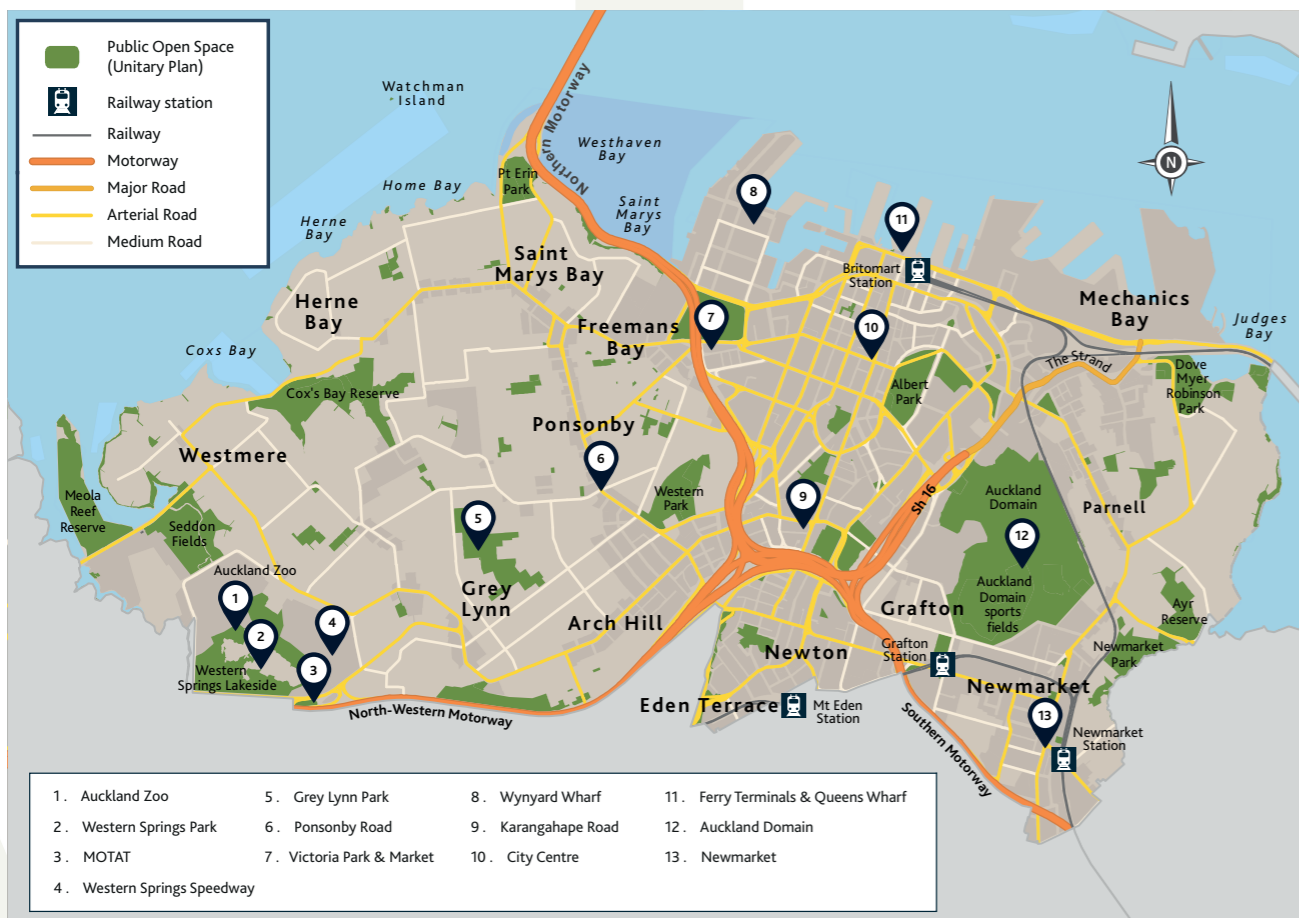 Public Open Space
(Unitary Plan)
Railway station
Railway
Motorway
Major Road
Arterial Road
Medium Road
Watchman
Island
Northern Motorway
Northern
Westhaven
Bay
Pt Erin
Park
Home Bay
Herne
Bay
Saint
Marys
Bay
N
8
11
Britomart
Station
Saint
Marys Bay
Herne
Bay
Mechanics
Bay
Judges
Bay
Freemans
Bay
7
10
Coxs Bay
The Strand
Dove
Myer
Robinson
Park
Albert
Park
Cox's Bay Reserve
Ponsonby
Westmere
6
Western
Park
9
Sh 16
Auckland
Domain
Parnell
Meola
Reef
Reserve
Seddon
Fields
5
12
Auckland Zoo
1
Grey
Lynn
Arch Hill
Grafton
Auckland
Domain
sports
fields
Ayr
Reserve
2
4
Western
Springs Lakeside
3
Newton
Grafton
Station
Newmarket
Park
Newmarket
Eden Terrace
Mt Eden
Station
13
Newmarket
Station
North-Western Motorway
Southern Motorway
1. Auckland Zoo
2. Western Springs Park
3. MOTAT
4. Western Springs Speedway
5. Grey Lynn Park
6. Ponsonby Road
7. Victoria Park & Market
8. Wynyard Wharf
9. Karangahape Road
10. City Centre
11. Ferry Terminals & Queens Wharf
12. Auckland Domain
13. Newmarket